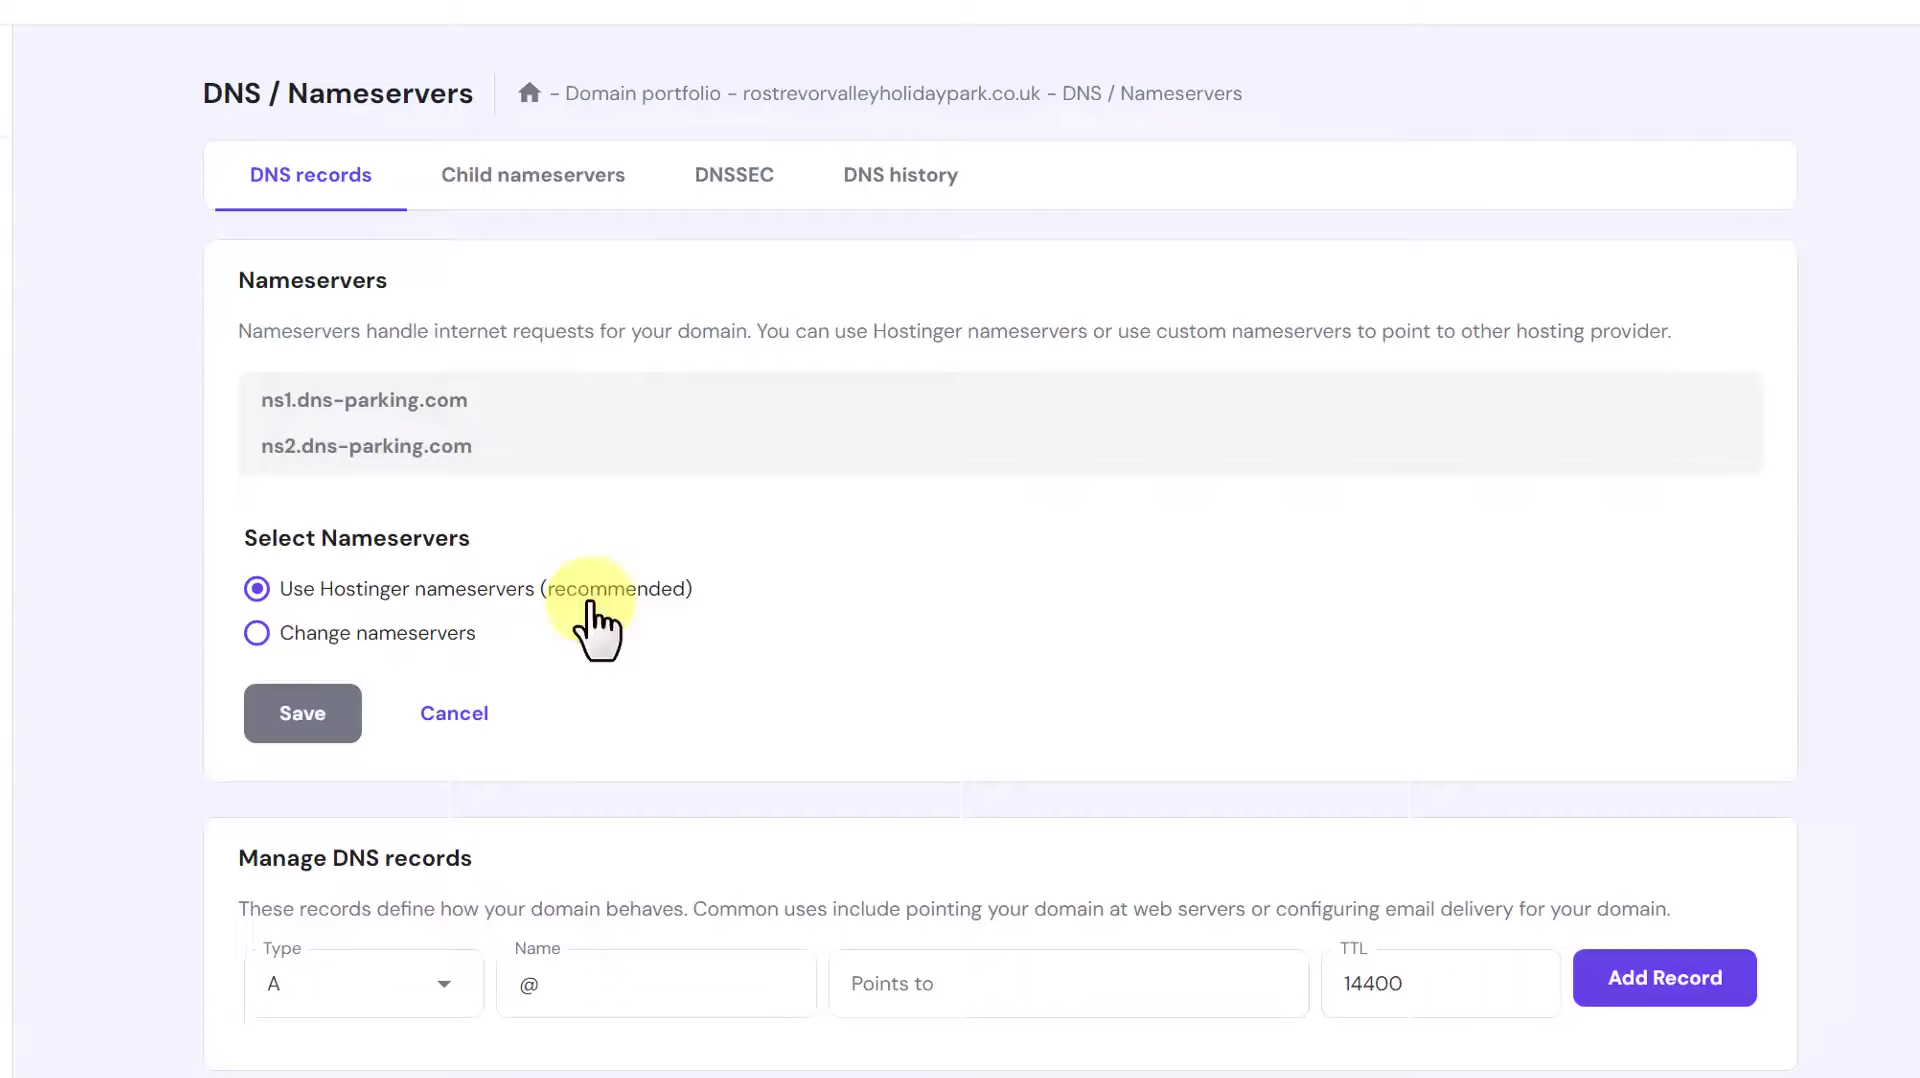 DNS / Nameservers
- Domain portfolio - rostrevorvalleyholidaypark.co.uk - DNS / Nameservers
DNS records
Child nameservers
DNSSEC
DNS history
Nameservers
Nameservers handle internet requests for your domain. You can use Hostinger nameservers or use custom nameservers to point to other hosting provider.
ns1.dns-parking.com
ns2.dns-parking.com
Select Nameservers
Use Hostinger nameservers (recommended)
Change nameservers
Save
Cancel
Manage DNS records
These records define how your domain behaves. Common uses include pointing your domain at web servers or configuring email delivery for your domain.
Type
A
Name
@
Points to
TTL
14400
Add Record